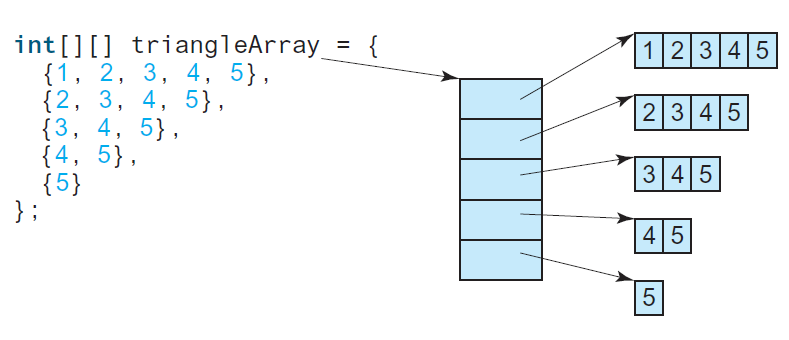 int[][] triangleArray = {
{1, 2, 3, 4, 5},
{2, 3, 4, 5},
{3, 4, 5},
{4, 5},
{5}
};
1 2 3 4 5
2 3 4 5
3 4 5
4 5
5